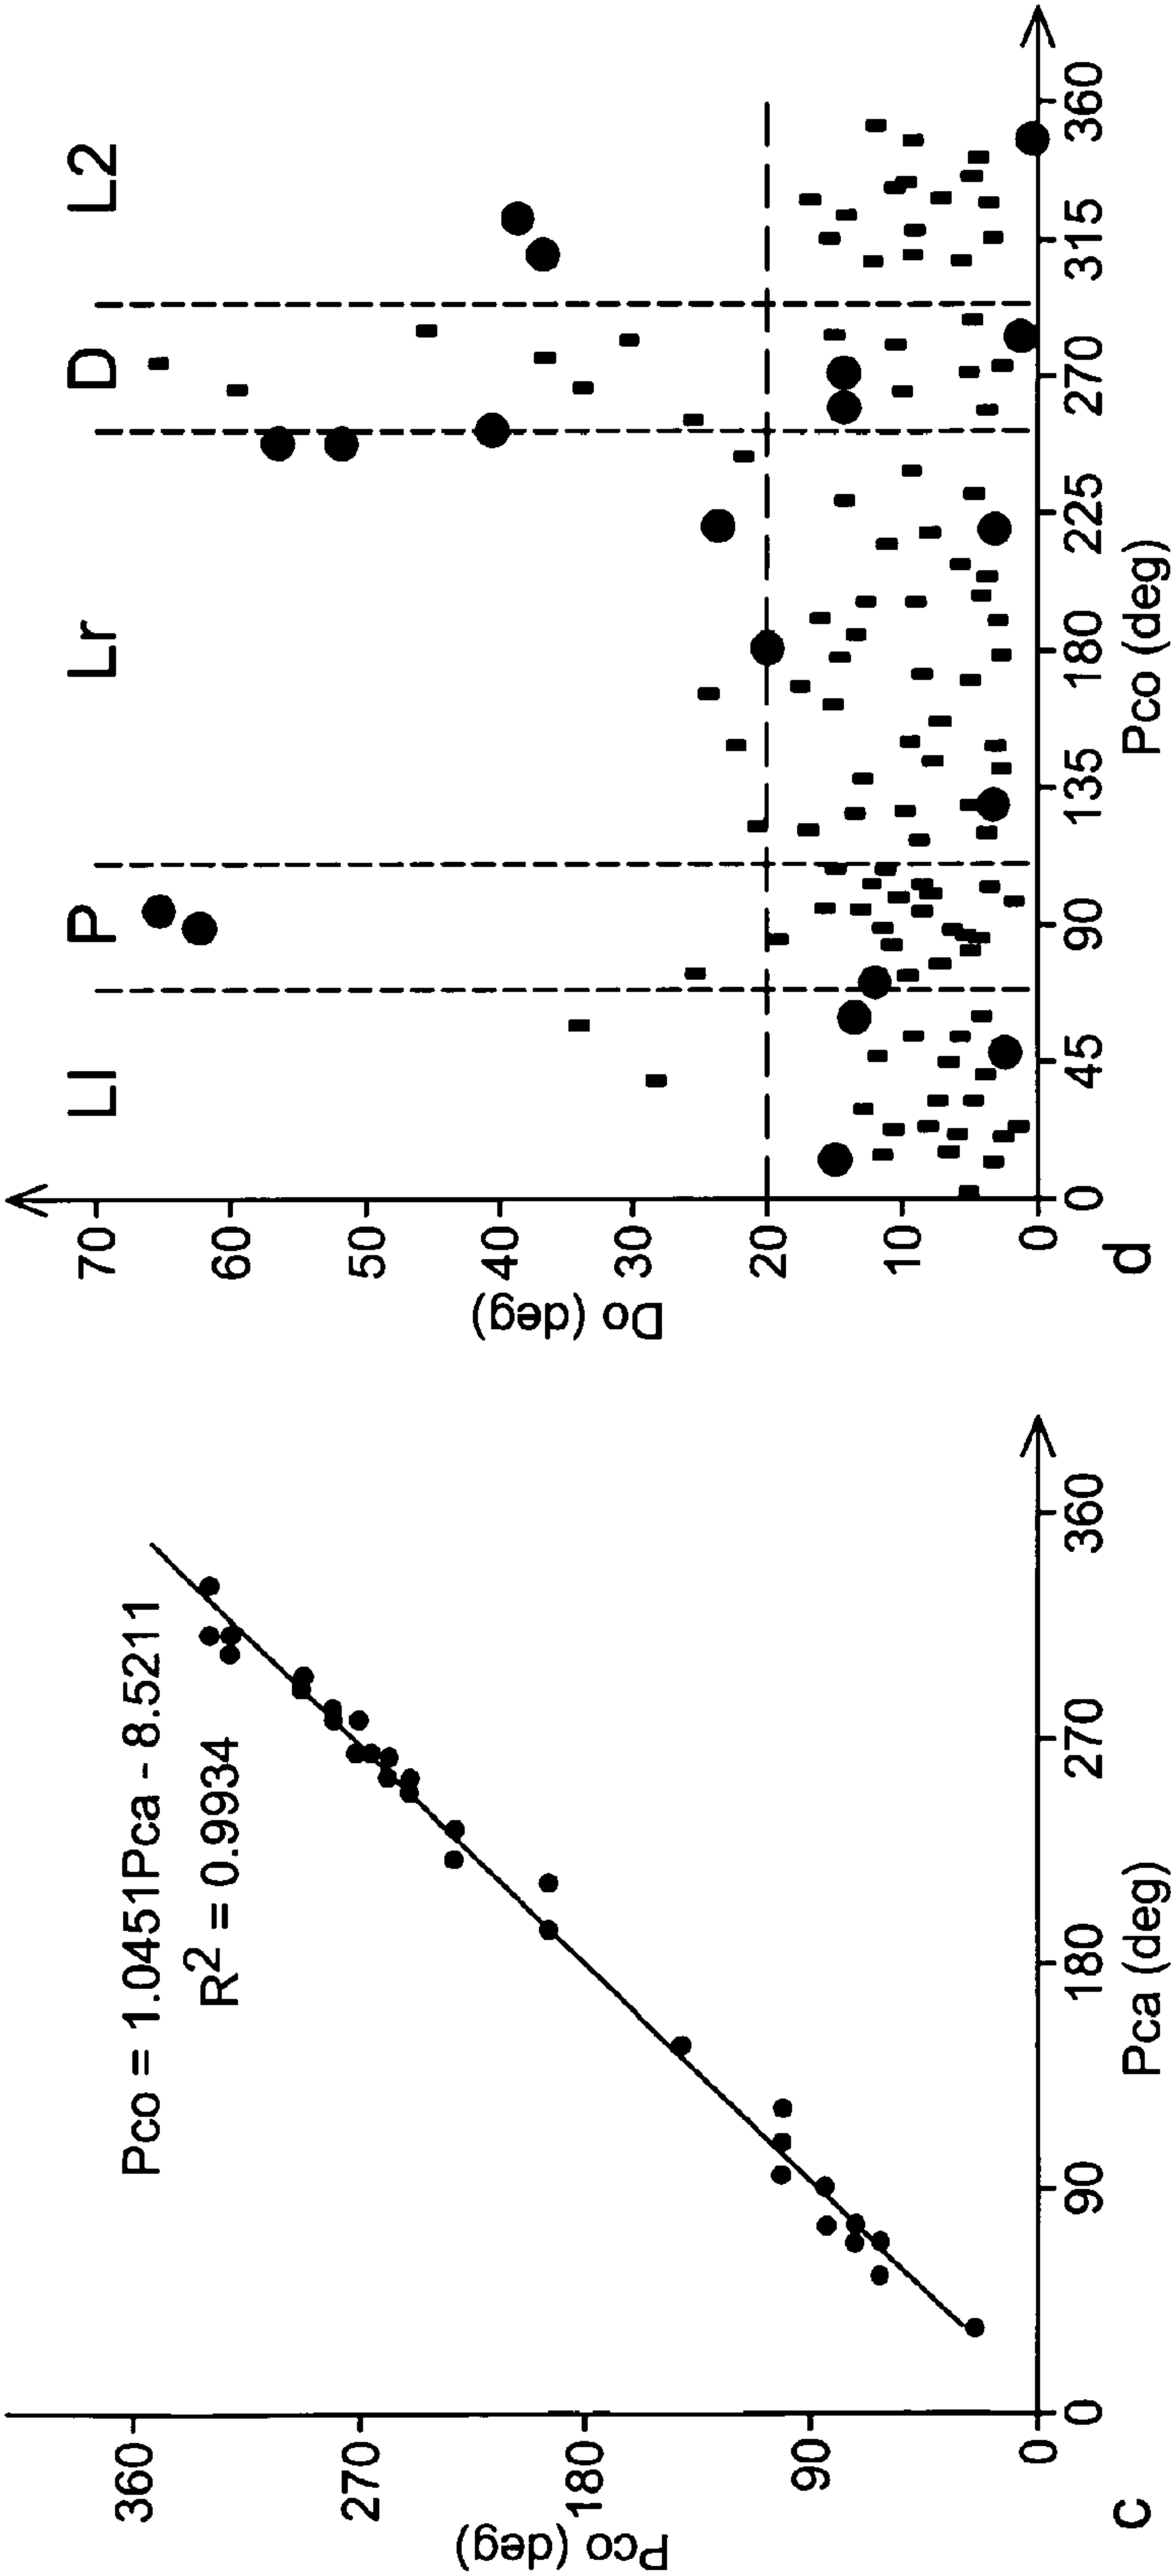 Pco = 1.0451Pca - 8.5211
R² = 0.9934
360
270
180
90
0
Pco (deg)
0
90
180
270
360
Pca (deg)
c
Ll
P
Lr
D
L2
70
60
50
40
30
20
10
0
Do (deg)
0
45
90
135
180
225
270
315
360
Pco (deg)
d